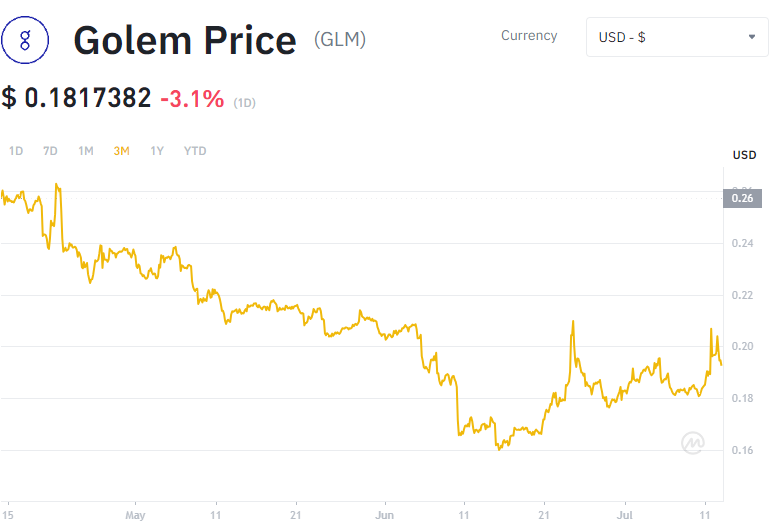 Golem Price (GLM)
Currency
USD - $
$ 0.1817382 -3.1% (1D)
1D 7D 1M 3M 1Y YTD
USD
0.26
0.26
0.24
0.22
0.20
0.18
0.16
15 May 11 21 Jun 11 21 Jul 11